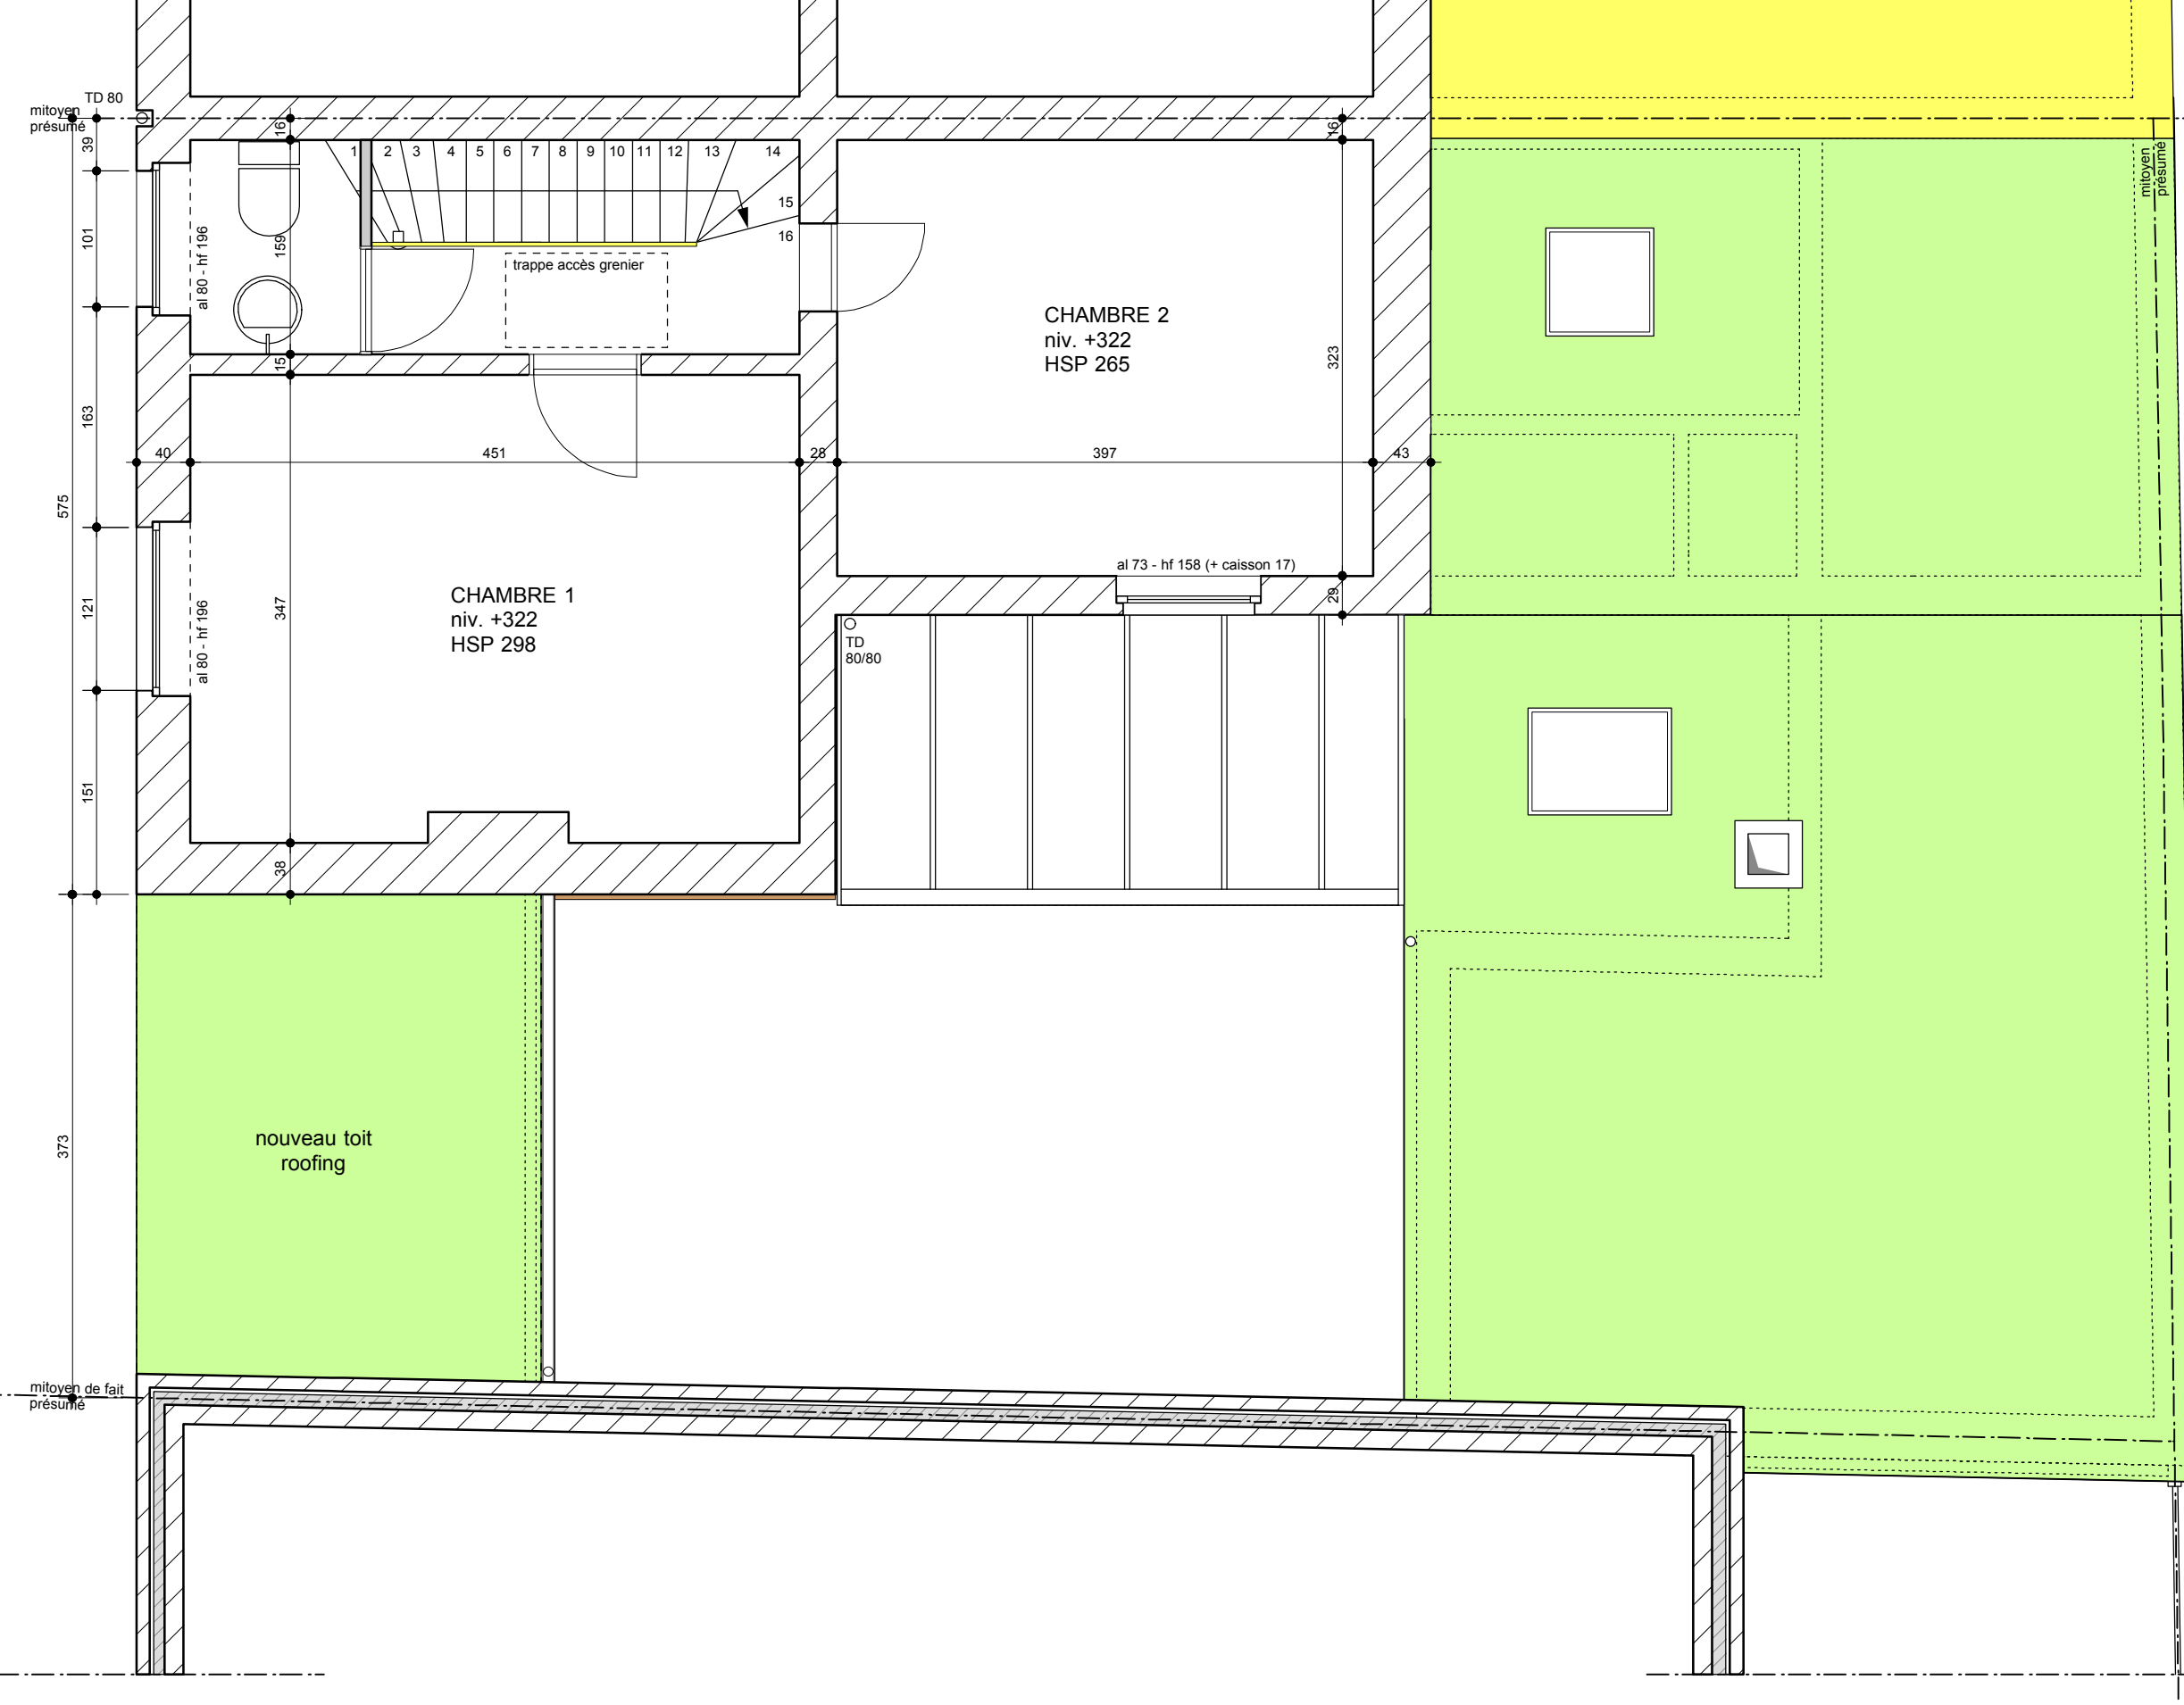 TD 80
mitoyen
présumé
39
16
16
1 2 3 4 5 6 7 8 9 10 11 12 13 14
15
16
mitoyen
présumé
101
al 80 - hf 196
159
trappe accès grenier
CHAMBRE 2
niv. +322
HSP 265
323
15
163
40
451
28
397
43
575
al 73 - hf 158 (+ caisson 17)
29
121
al 80 - hf 196
347
CHAMBRE 1
niv. +322
HSP 298
TD
80/80
151
38
373
nouveau toit
roofing
mitoyen de fait
présumé